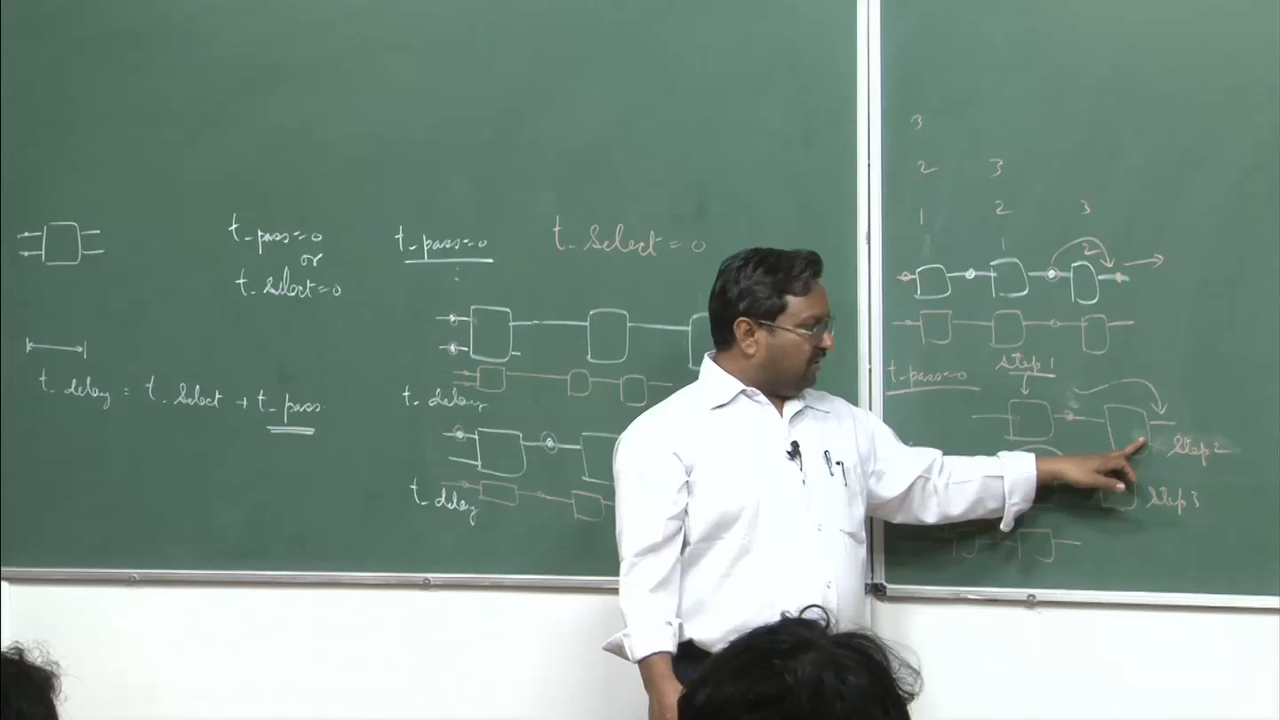 t_pass=0
or
t_select=0
t_delay = t_select + t_pass
t_pass=0
t_select=0
t_delay
t_delay
3
2 3
1 2 3
1 2
t_pass=0
Step 1
Step 2
Step 3